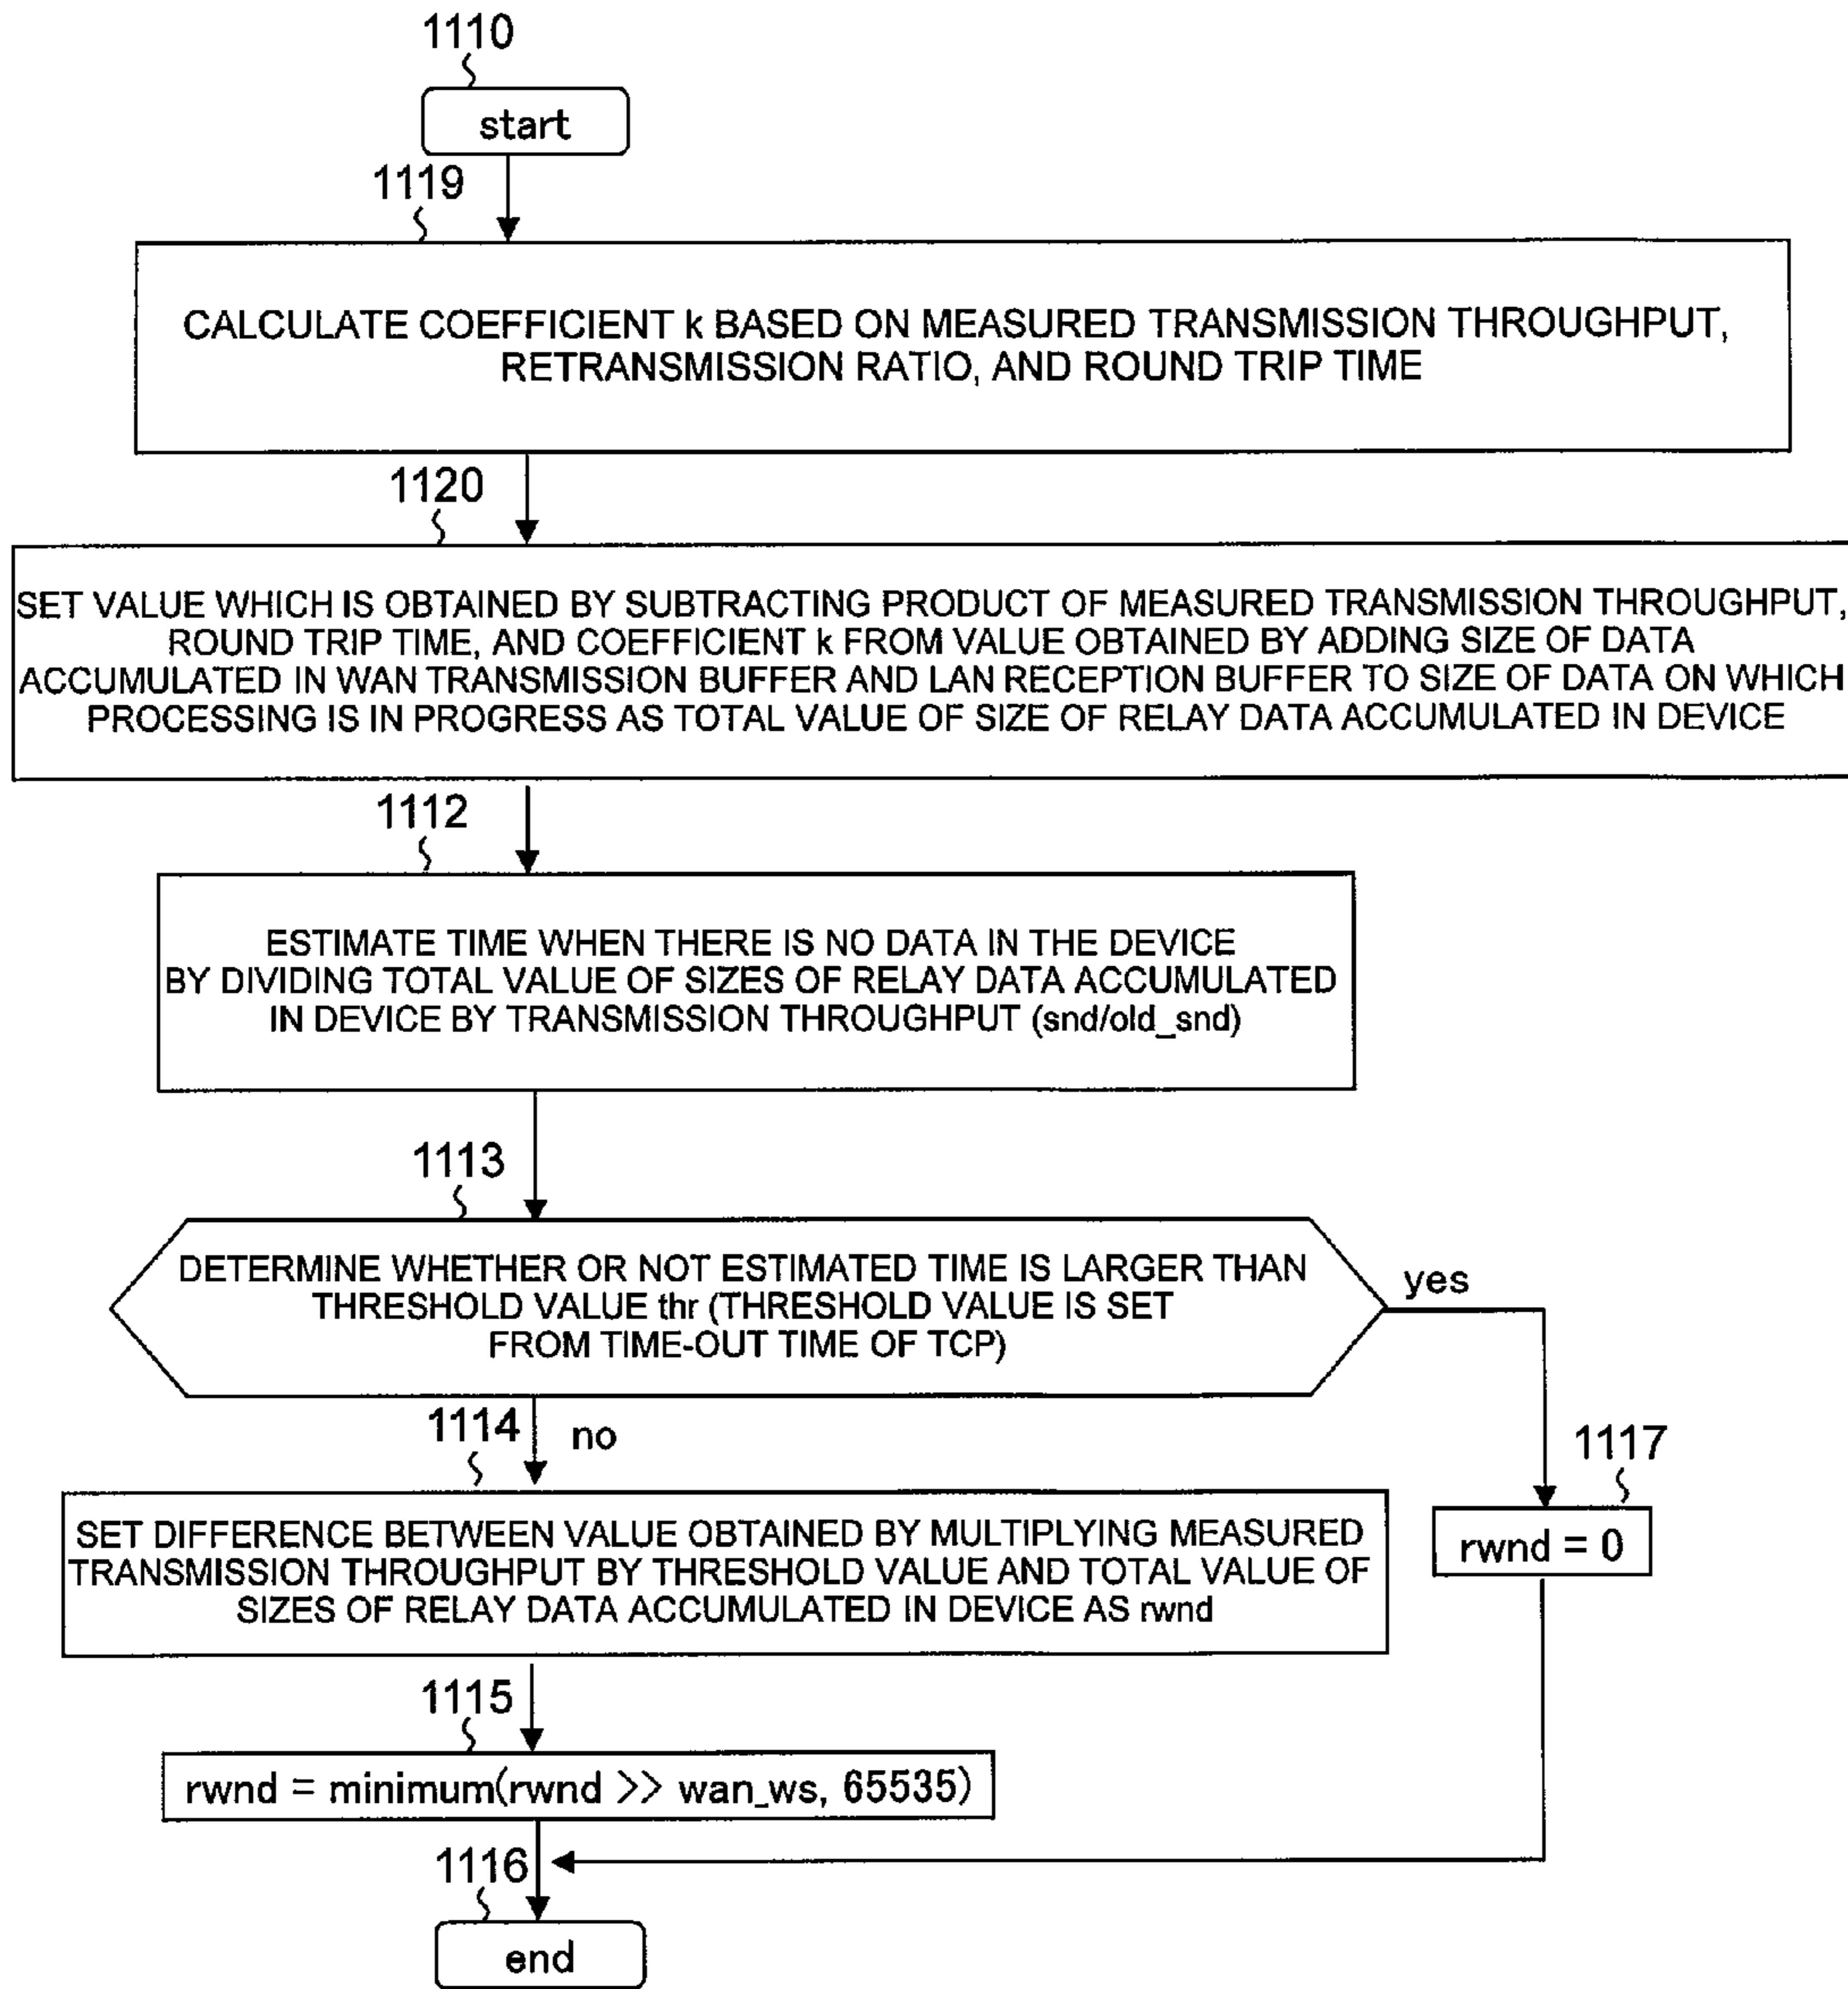 1110
start
1119
CALCULATE COEFFICIENT k BASED ON MEASURED TRANSMISSION THROUGHPUT,
RETRANSMISSION RATIO, AND ROUND TRIP TIME
1120
SET VALUE WHICH IS OBTAINED BY SUBTRACTING PRODUCT OF MEASURED TRANSMISSION THROUGHPUT,
ROUND TRIP TIME, AND COEFFICIENT k FROM VALUE OBTAINED BY ADDING SIZE OF DATA
ACCUMULATED IN WAN TRANSMISSION BUFFER AND LAN RECEPTION BUFFER TO SIZE OF DATA ON WHICH
PROCESSING IS IN PROGRESS AS TOTAL VALUE OF SIZE OF RELAY DATA ACCUMULATED IN DEVICE
1112
ESTIMATE TIME WHEN THERE IS NO DATA IN THE DEVICE
BY DIVIDING TOTAL VALUE OF SIZES OF RELAY DATA ACCUMULATED
IN DEVICE BY TRANSMISSION THROUGHPUT (snd/old_snd)
1113
DETERMINE WHETHER OR NOT ESTIMATED TIME IS LARGER THAN
THRESHOLD VALUE thr (THRESHOLD VALUE IS SET
FROM TIME-OUT TIME OF TCP)
yes
1114
no
1117
SET DIFFERENCE BETWEEN VALUE OBTAINED BY MULTIPLYING MEASURED
TRANSMISSION THROUGHPUT BY THRESHOLD VALUE AND TOTAL VALUE OF
SIZES OF RELAY DATA ACCUMULATED IN DEVICE AS rwnd
rwnd = 0
1115
rwnd = minimum(rwnd >> wan_ws, 65535)
1116
end